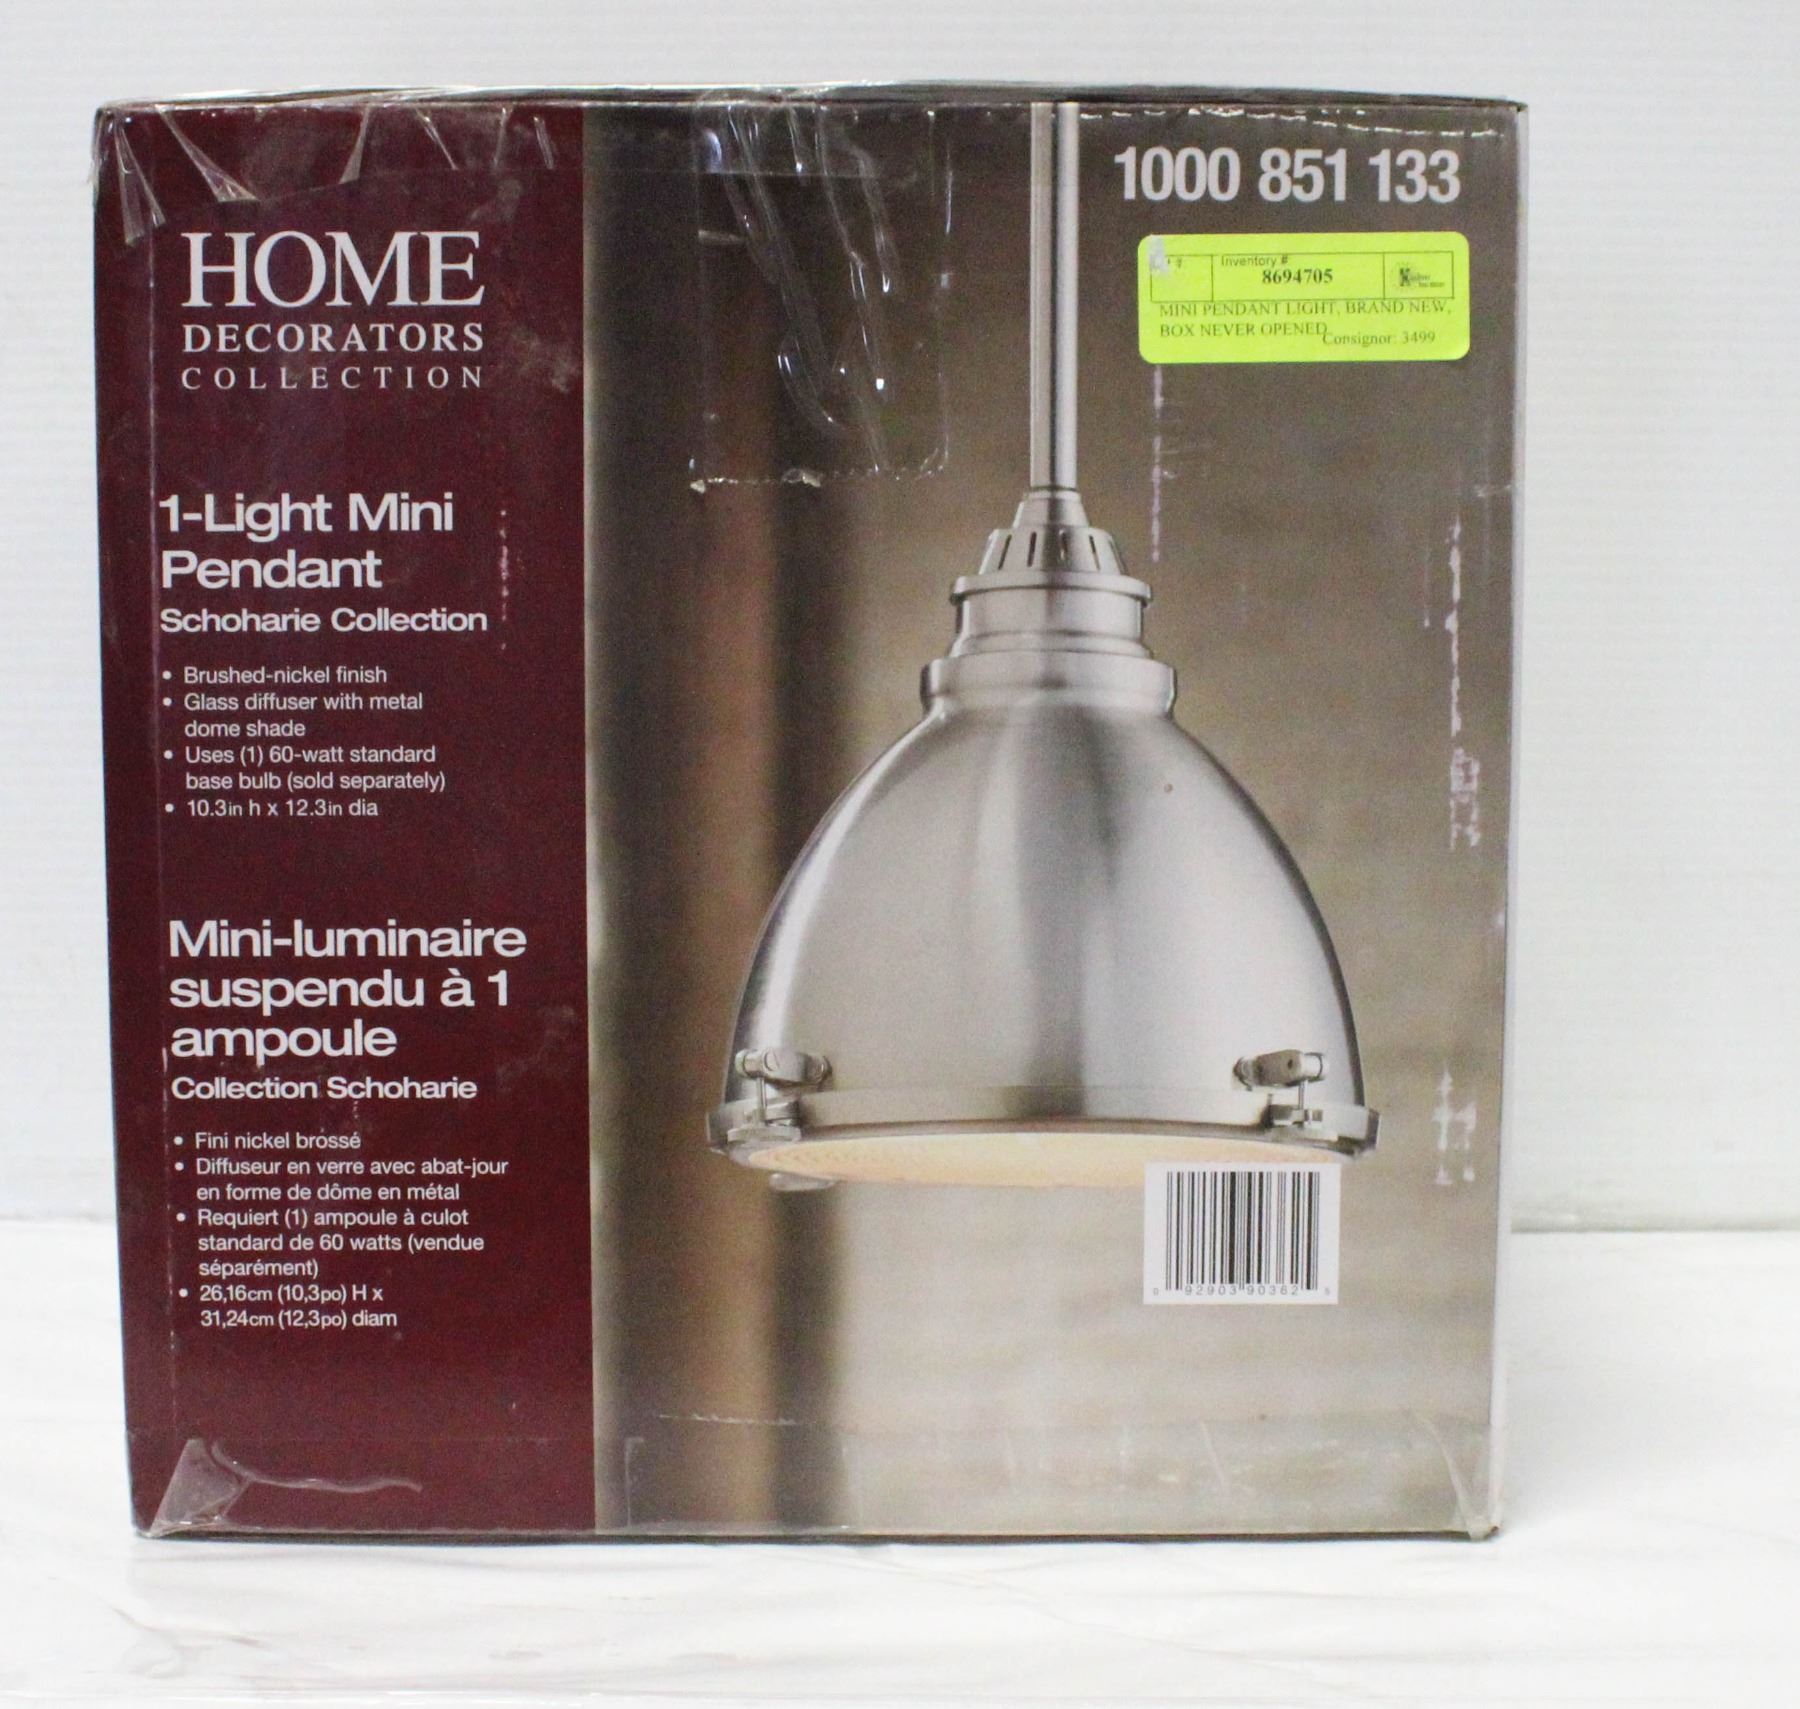 HOME
DECORATORS
COLLECTION
1-Light Mini
Pendant
Schoharie Collection
• Brushed-nickel finish
• Glass diffuser with metal
dome shade
• Uses (1) 60-watt standard
base bulb (sold separately)
• 10.3in h x 12.3in dia
Mini-luminaire
suspendu à 1
ampoule
Collection Schoharie
• Fini nickel brossé
• Diffuseur en verre avec abat-jour
en forme de dôme en métal
• Requiert (1) ampoule à culot
standard de 60 watts (vendue
séparément)
• 26,16cm (10,3po) H x
31,24cm (12,3po) diam
1000 851 133
Inventory #
8694705
MINI PENDANT LIGHT, BRAND NEW,
BOX NEVER OPENED
Consignor: 3499
0 92903 90362 5